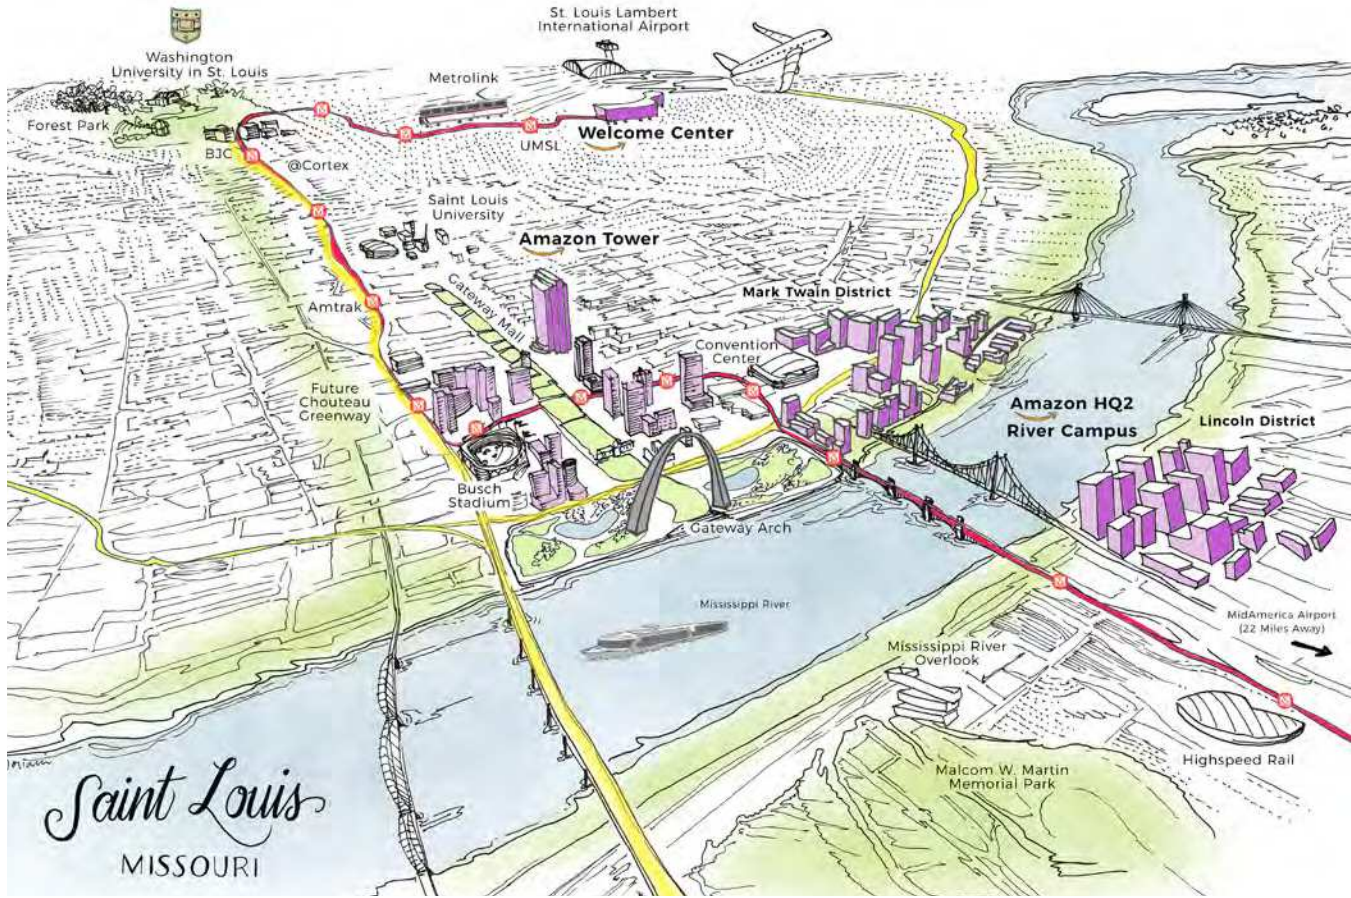 St. Louis Lambert
International Airport
Washington
University in St. Louis
Metrolink
Forest Park
Welcome Center
UMSL
BJC
@Cortex
Saint Louis
University
Amazon Tower
Gateway Mall
Mark Twain District
Amtrak
Convention
Center
Future
Chouteau
Greenway
Amazon HQ2
River Campus
Lincoln District
Busch
Stadium
Gateway Arch
Mississippi River
MidAmerica Airport
(22 Miles Away)
Mississippi River
Overlook
Highspeed Rail
Malcom W. Martin
Memorial Park
Saint Louis
MISSOURI